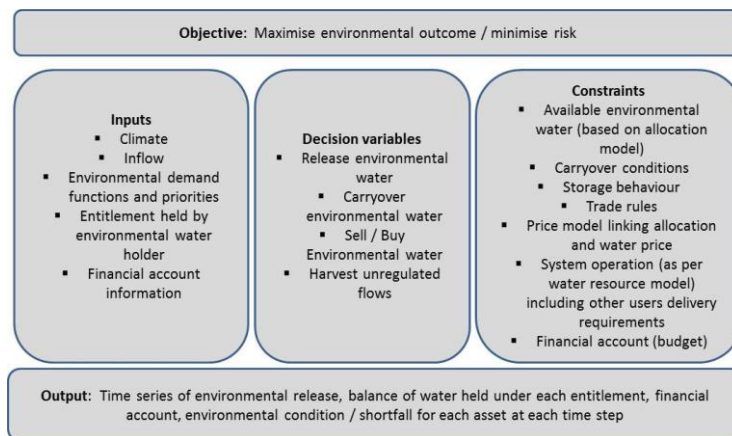 Objective: Maximise environmental outcome / minimise risk
Inputs
▪ Climate
▪ Inflow
▪ Environmental demand
functions and priorities
▪ Entitlement held by
environmental water
holder
▪ Financial account
information
Decision variables
▪ Release environmental
water
▪ Carryover
environmental water
▪ Sell / Buy
Environmental water
▪ Harvest unregulated
flows
Constraints
▪ Available environmental
water (based on allocation
model)
▪ Carryover conditions
▪ Storage behaviour
▪ Trade rules
▪ Price model linking allocation
and water price
▪ System operation (as per
water resource model)
including other users delivery
requirements
▪ Financial account (budget)
Output: Time series of environmental release, balance of water held under each entitlement, financial
account, environmental condition / shortfall for each asset at each time step